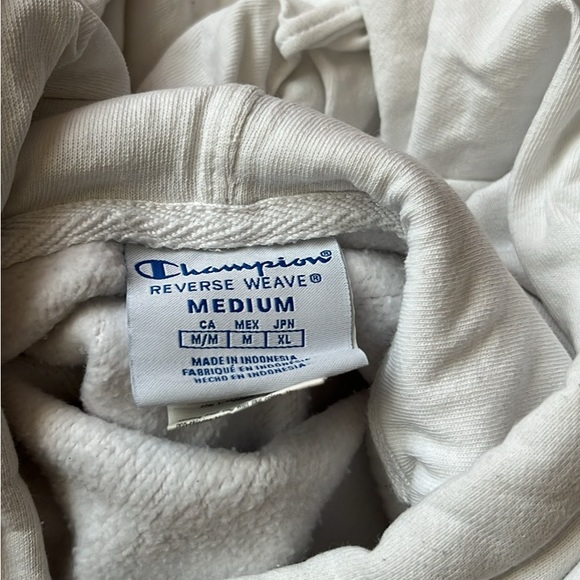 Champion®
REVERSE WEAVE®
MEDIUM
CA MEX JPN
M/M M XL
MADE IN INDONESIA
FABRIQUÉ EN INDONESIA
HECHO EN INDONESIA